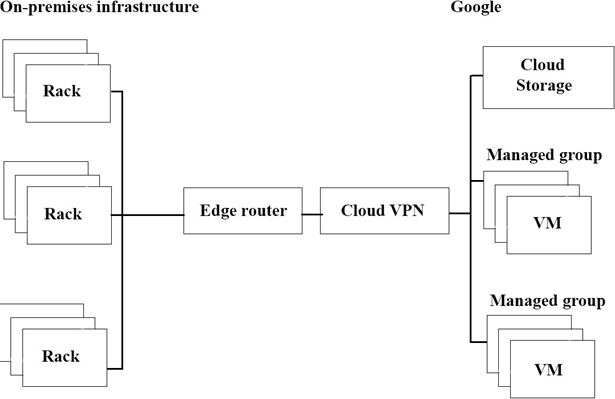 On-premises infrastructure
Google
Rack
Cloud
Storage
Managed group
Rack
Edge router
Cloud VPN
VM
Managed group
Rack
VM